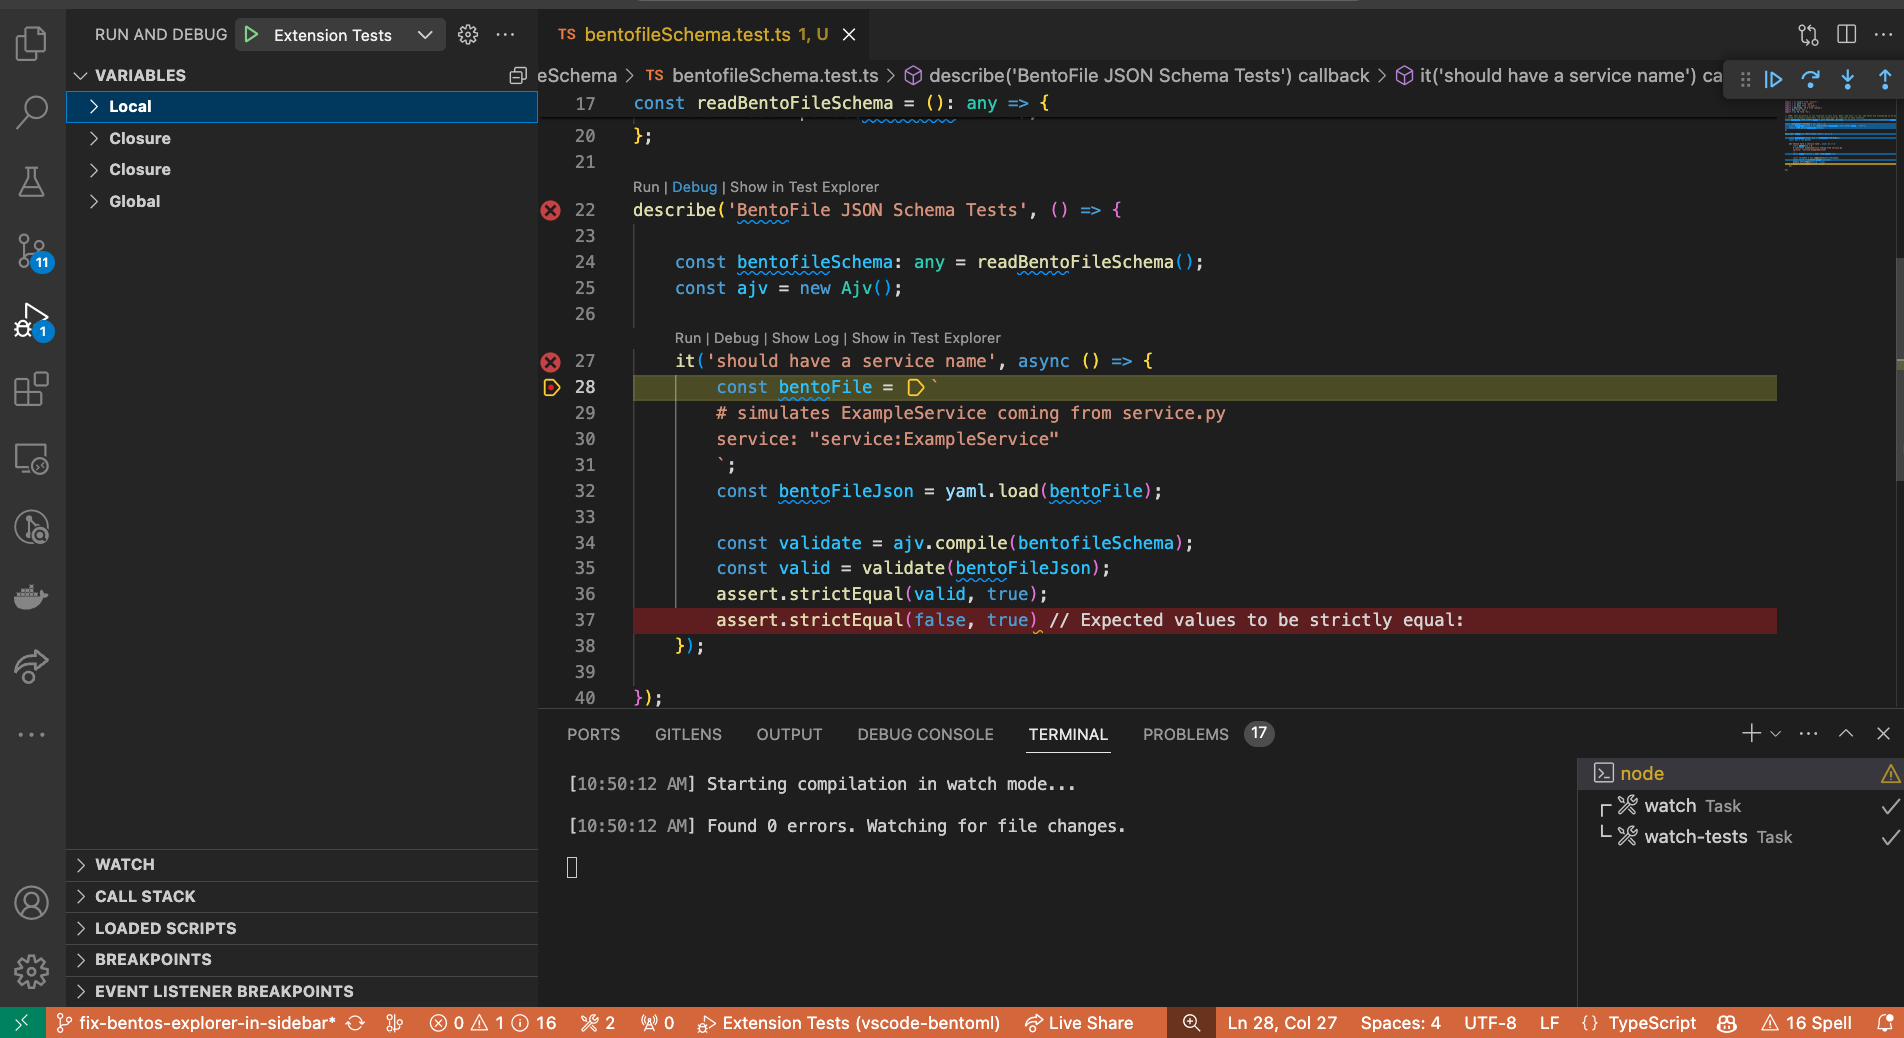 RUN AND DEBUG Extension Tests
VARIABLES
Local
Closure
Closure
Global
WATCH
CALL STACK
LOADED SCRIPTS
BREAKPOINTS
EVENT LISTENER BREAKPOINTS
11
1
TS bentofileSchema.test.ts 1, U
eSchema > TS bentofileSchema.test.ts > describe('BentoFile JSON Schema Tests') callback > it('should have a service name') ca
17 const readBentoFileSchema = (): any => {
20 };
21
Run | Debug | Show in Test Explorer
22 describe('BentoFile JSON Schema Tests', () => {
23
24 const bentofileSchema: any = readBentoFileSchema();
25 const ajv = new Ajv();
26
Run | Debug | Show Log | Show in Test Explorer
27 it('should have a service name', async () => {
28 const bentoFile = `
29 # simulates ExampleService coming from service.py
30 service: "service:ExampleService"
31 `;
32 const bentoFileJson = yaml.load(bentoFile);
33
34 const validate = ajv.compile(bentofileSchema);
35 const valid = validate(bentoFileJson);
36 assert.strictEqual(valid, true);
37 assert.strictEqual(false, true) // Expected values to be strictly equal:
38 });
39
40 });
PORTS GITLENS OUTPUT DEBUG CONSOLE TERMINAL PROBLEMS 17
[10:50:12 AM] Starting compilation in watch mode...
[10:50:12 AM] Found 0 errors. Watching for file changes.
node
watch Task
watch-tests Task
fix-bentos-explorer-in-sidebar* 0 1 16 2 0 Extension Tests (vscode-bentoml) Live Share Ln 28, Col 27 Spaces: 4 UTF-8 LF {} TypeScript 16 Spell